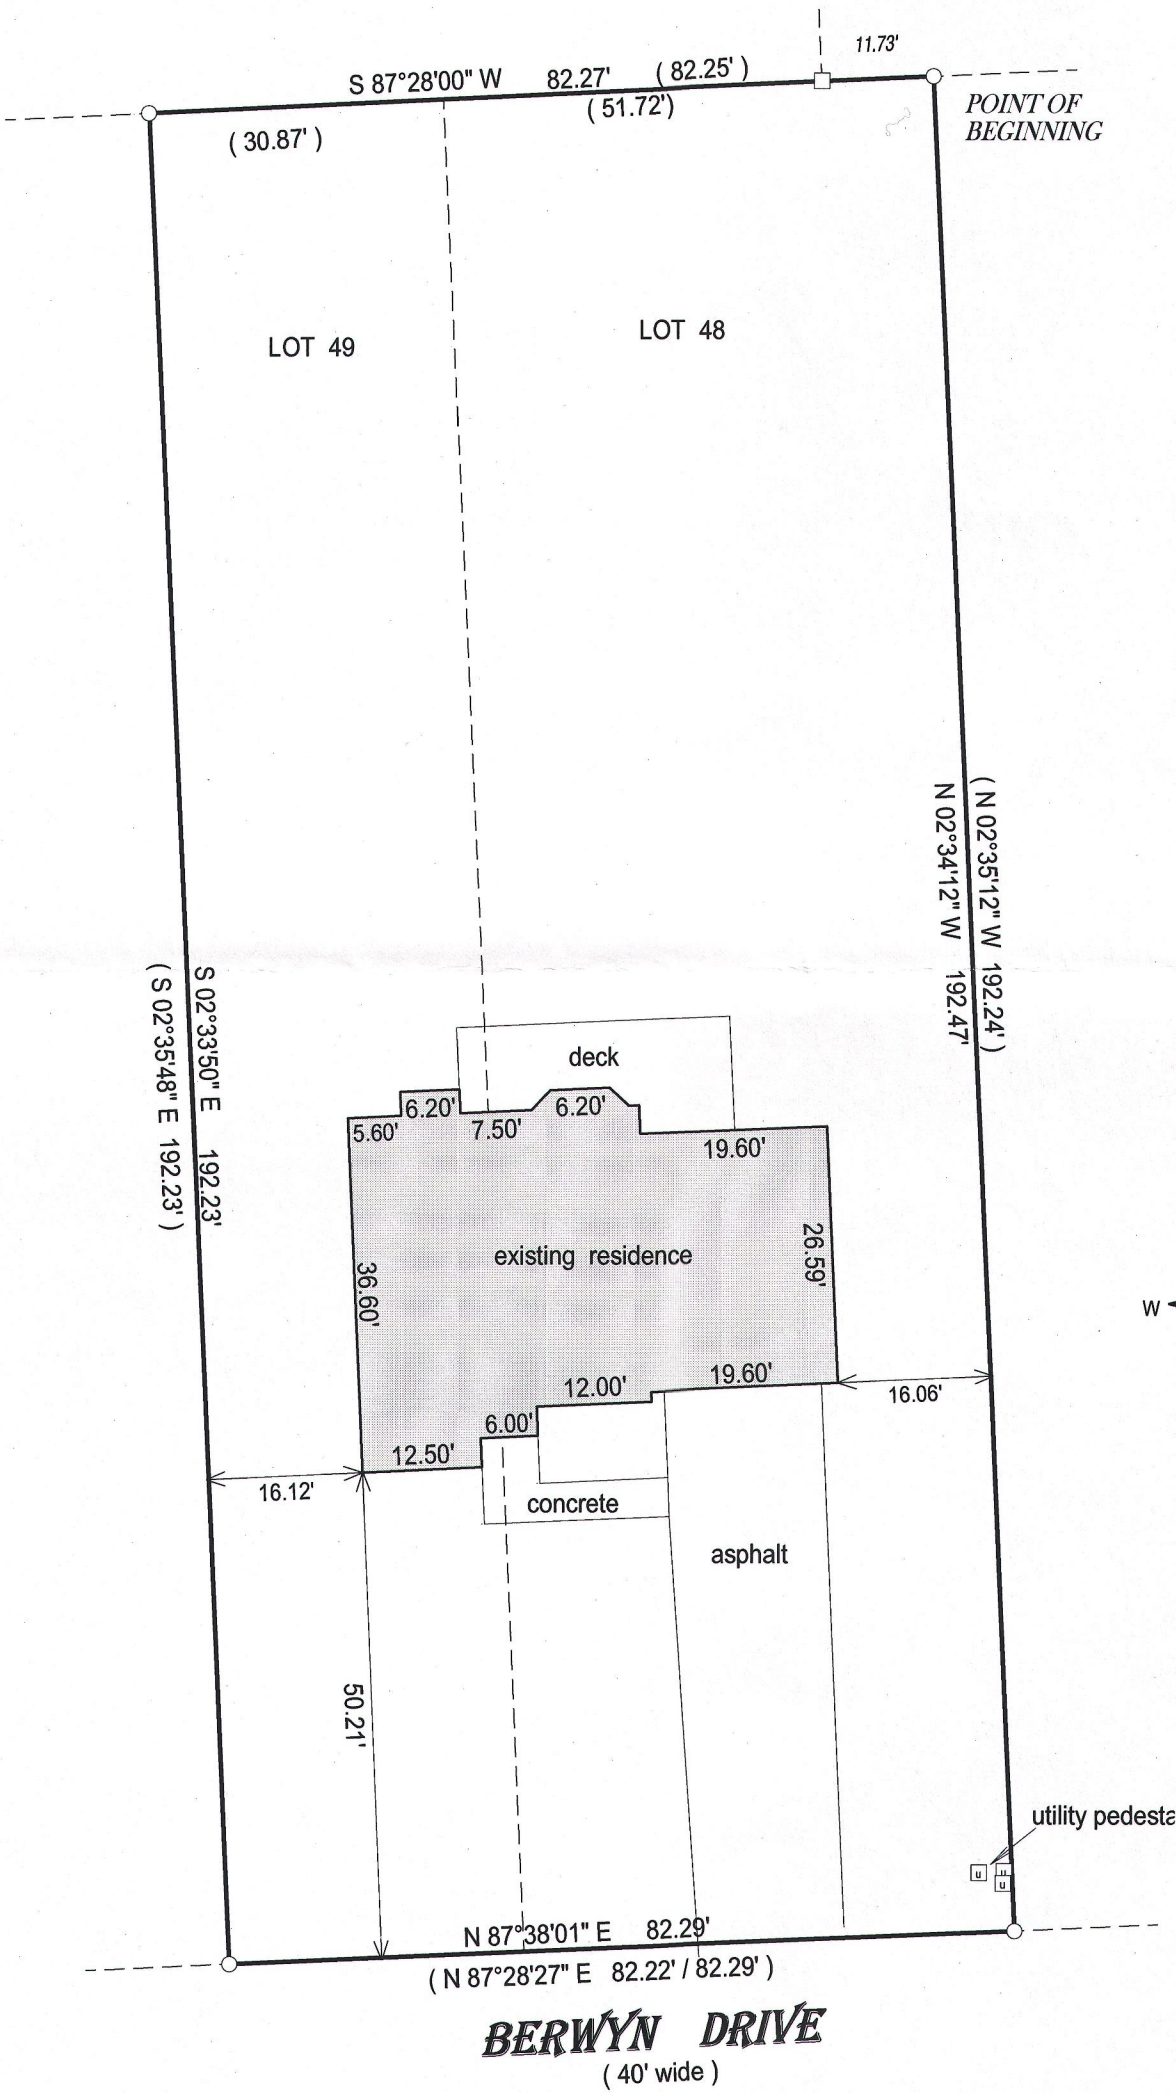 11.73'
S 87°28'00" W 82.27' ( 82.25' )
( 30.87' )
( 51.72' )
POINT OF
BEGINNING
LOT 49
LOT 48
( N 02°35'12" W 192.24' )
N 02°34'12" W 192.47'
S 02°33'50" E 192.23'
( S 02°35'48" E 192.23' )
deck
6.20'
6.20'
5.60'
7.50'
19.60'
existing residence
26.59'
36.60'
W
19.60'
12.00'
16.06'
6.00'
12.50'
16.12'
concrete
asphalt
50.21'
utility pedesta
u
u
u
N 87°38'01" E 82.29'
( N 87°28'27" E 82.22' / 82.29' )
BERWYN DRIVE
( 40' wide )